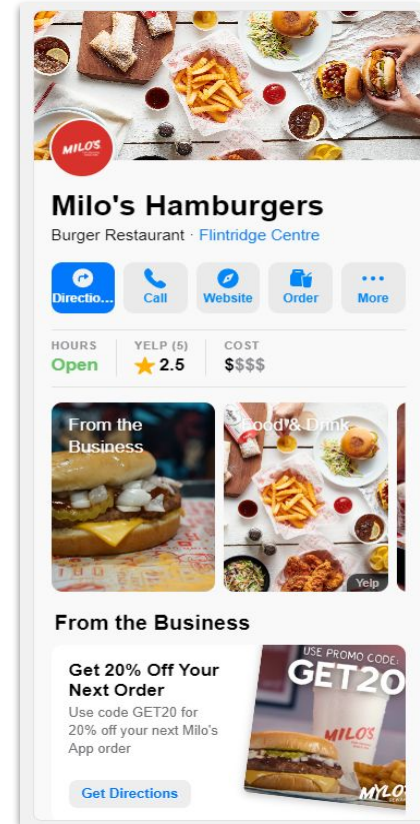 MILO'S
Milo's Hamburgers
Burger Restaurant · Flintridge Centre
Directio... Call Website Order More
HOURS YELP (5) COST
Open 2.5 $$$$
From the
Business
Food & Drink
Yelp
From the Business
Get 20% Off Your
Next Order
Use code GET20 for
20% off your next Milo's
App order
Get Directions
USE PROMO CODE:
GET20
MILO'S